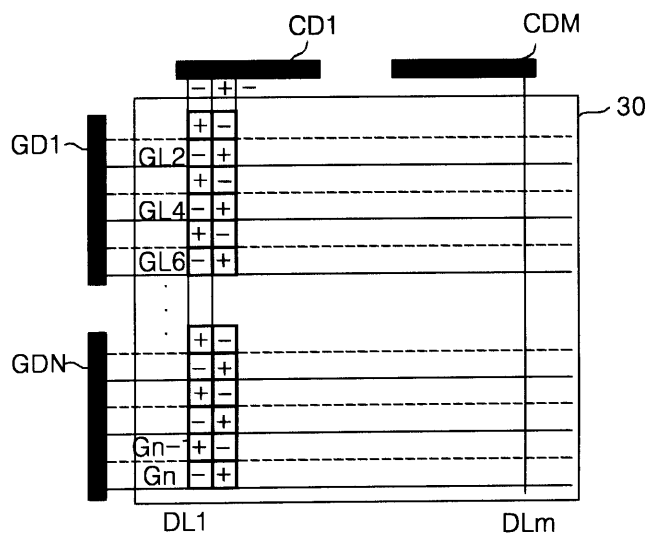 CD1
CDM
− + −
30
+ −
GD1
GL2 − +
+ −
GL4 − +
+ −
GL6 − +
+ −
GDN
− +
+ −
− +
Gn-1 + −
Gn − +
DL1
DLm